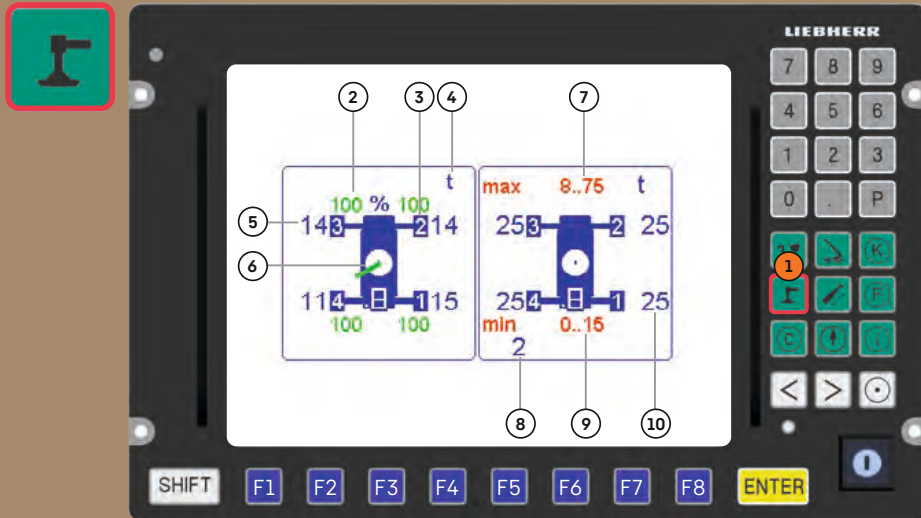 LIEBHERR
7 8 9
4 5 6
1 2 3
0 . P
2 3 4 7
t
100 % 100
5 14 3 2 14
6
11 4 1 15
100 100
max 8..75 t
25 3 2 25
25 4 1 25
min 0..15
2
8 9 10
1
K
F
C i
< >
SHIFT F1 F2 F3 F4 F5 F6 F7 F8 ENTER